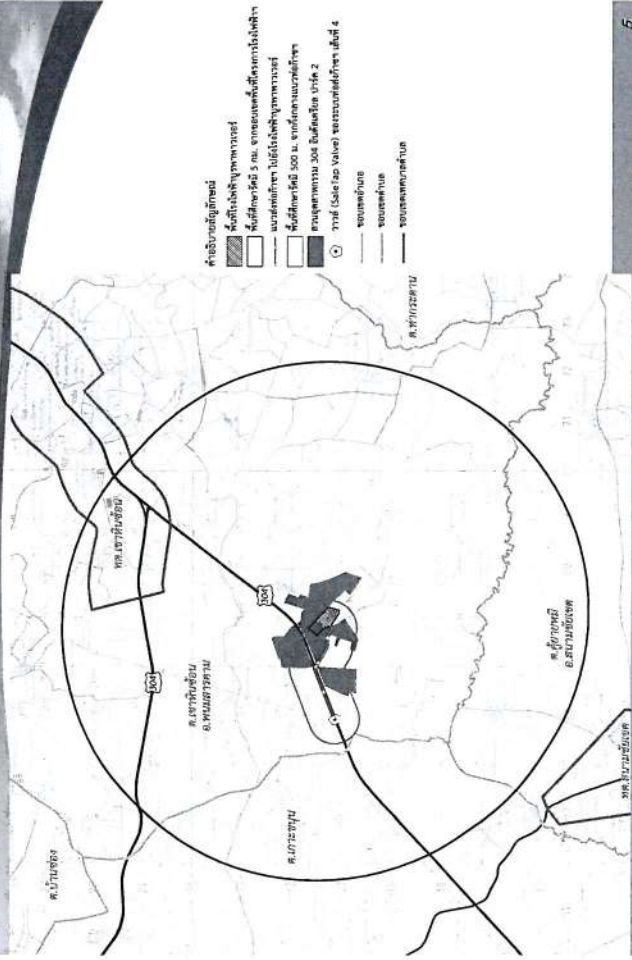 คำอธิบายสัญลักษณ์
พื้นที่โรงไฟฟ้าบูรพาพาวเวอร์
พื้นที่ศึกษารัศมี 5 กม. จากขอบเขตพื้นที่โครงการโรงไฟฟ้าฯ
แนวส่งท่อก๊าซฯ ไปยังโรงไฟฟ้าบูรพาพาวเวอร์
พื้นที่ศึกษารัศมี 500 ม. จากกึ่งกลางแนวท่อก๊าซฯ
สวนอุตสาหกรรม 304 อินดัสเตรียล ปาร์ค 2
วาวล์ (SaleTap Valve) ของระบบท่อส่งก๊าซฯ เส้นที่ 4
ขอบเขตอำเภอ
ขอบเขตตำบล
ขอบเขตเทศบาลตำบล
ต.บ้านซ่อง
ทต.เขาหินซ้อน
304
304
ต.เขาหินซ้อน
อ.พนมสารคาม
ต.เกาะขนุน
ต.ท่ากระดาน
ต.คู้ยายหมี
อ.สนามชัยเขต
ทต.สนามชัยเขต
5